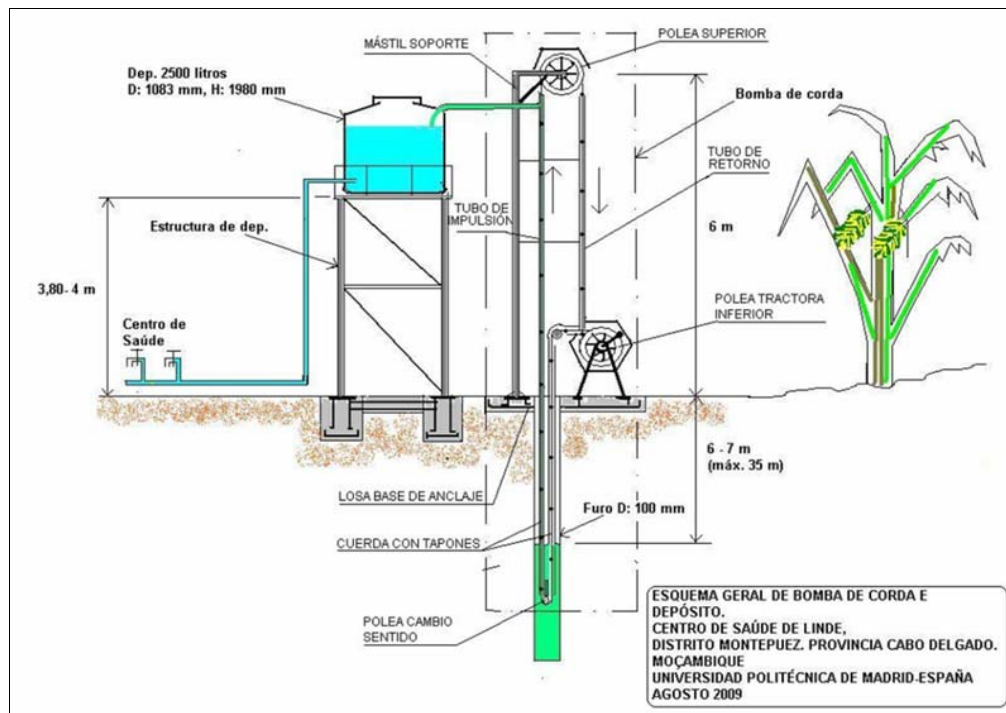 MÁSTIL SOPORTE
POLEA SUPERIOR
Dep. 2500 litros
D: 1083 mm, H: 1980 mm
Bomba de corda
TUBO DE
RETORNO
TUBO DE
IMPULSIÓN
Estructura de dep.
6 m
3,80- 4 m
POLEA TRACTORA
INFERIOR
Centro de
Saúde
6 - 7 m
(máx. 35 m)
LOSA BASE DE ANCLAJE
Furo D: 100 mm
CUERDA CON TAPONES
POLEA CAMBIO
SENTIDO
ESQUEMA GERAL DE BOMBA DE CORDA E
DEPÓSITO.
CENTRO DE SAÚDE DE LINDE,
DISTRITO MONTEPUEZ. PROVINCIA CABO DELGADO.
MOÇAMBIQUE
UNIVERSIDAD POLITÉCNICA DE MADRID-ESPAÑA
AGOSTO 2009